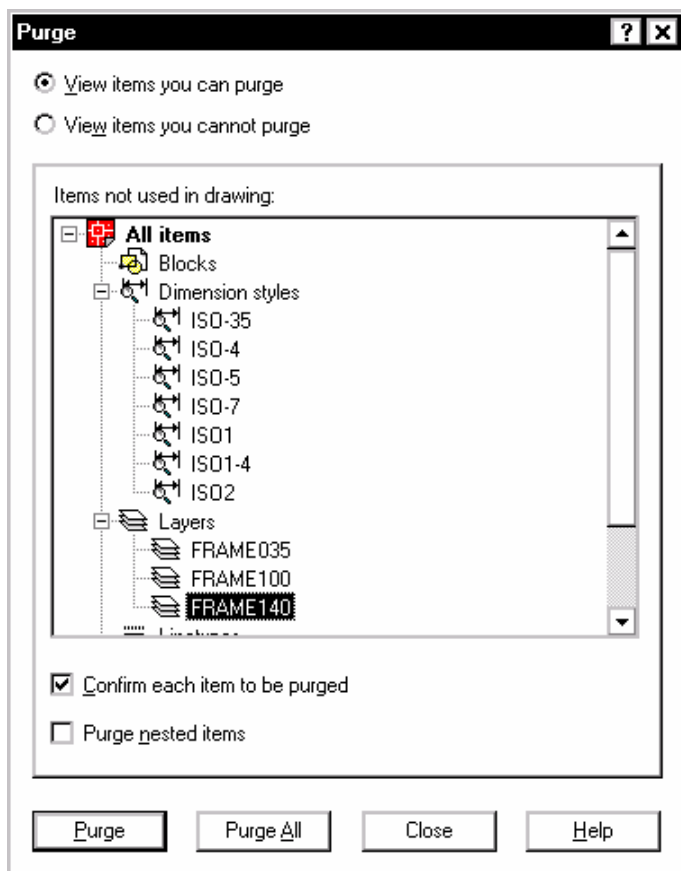 Purge
View items you can purge
View items you cannot purge
Items not used in drawing:
All items
Blocks
Dimension styles
ISO-35
ISO-4
ISO-5
ISO-7
ISO1
ISO1-4
ISO2
Layers
FRAME035
FRAME100
FRAME140
Linetypes
Confirm each item to be purged
Purge nested items
Purge
Purge All
Close
Help